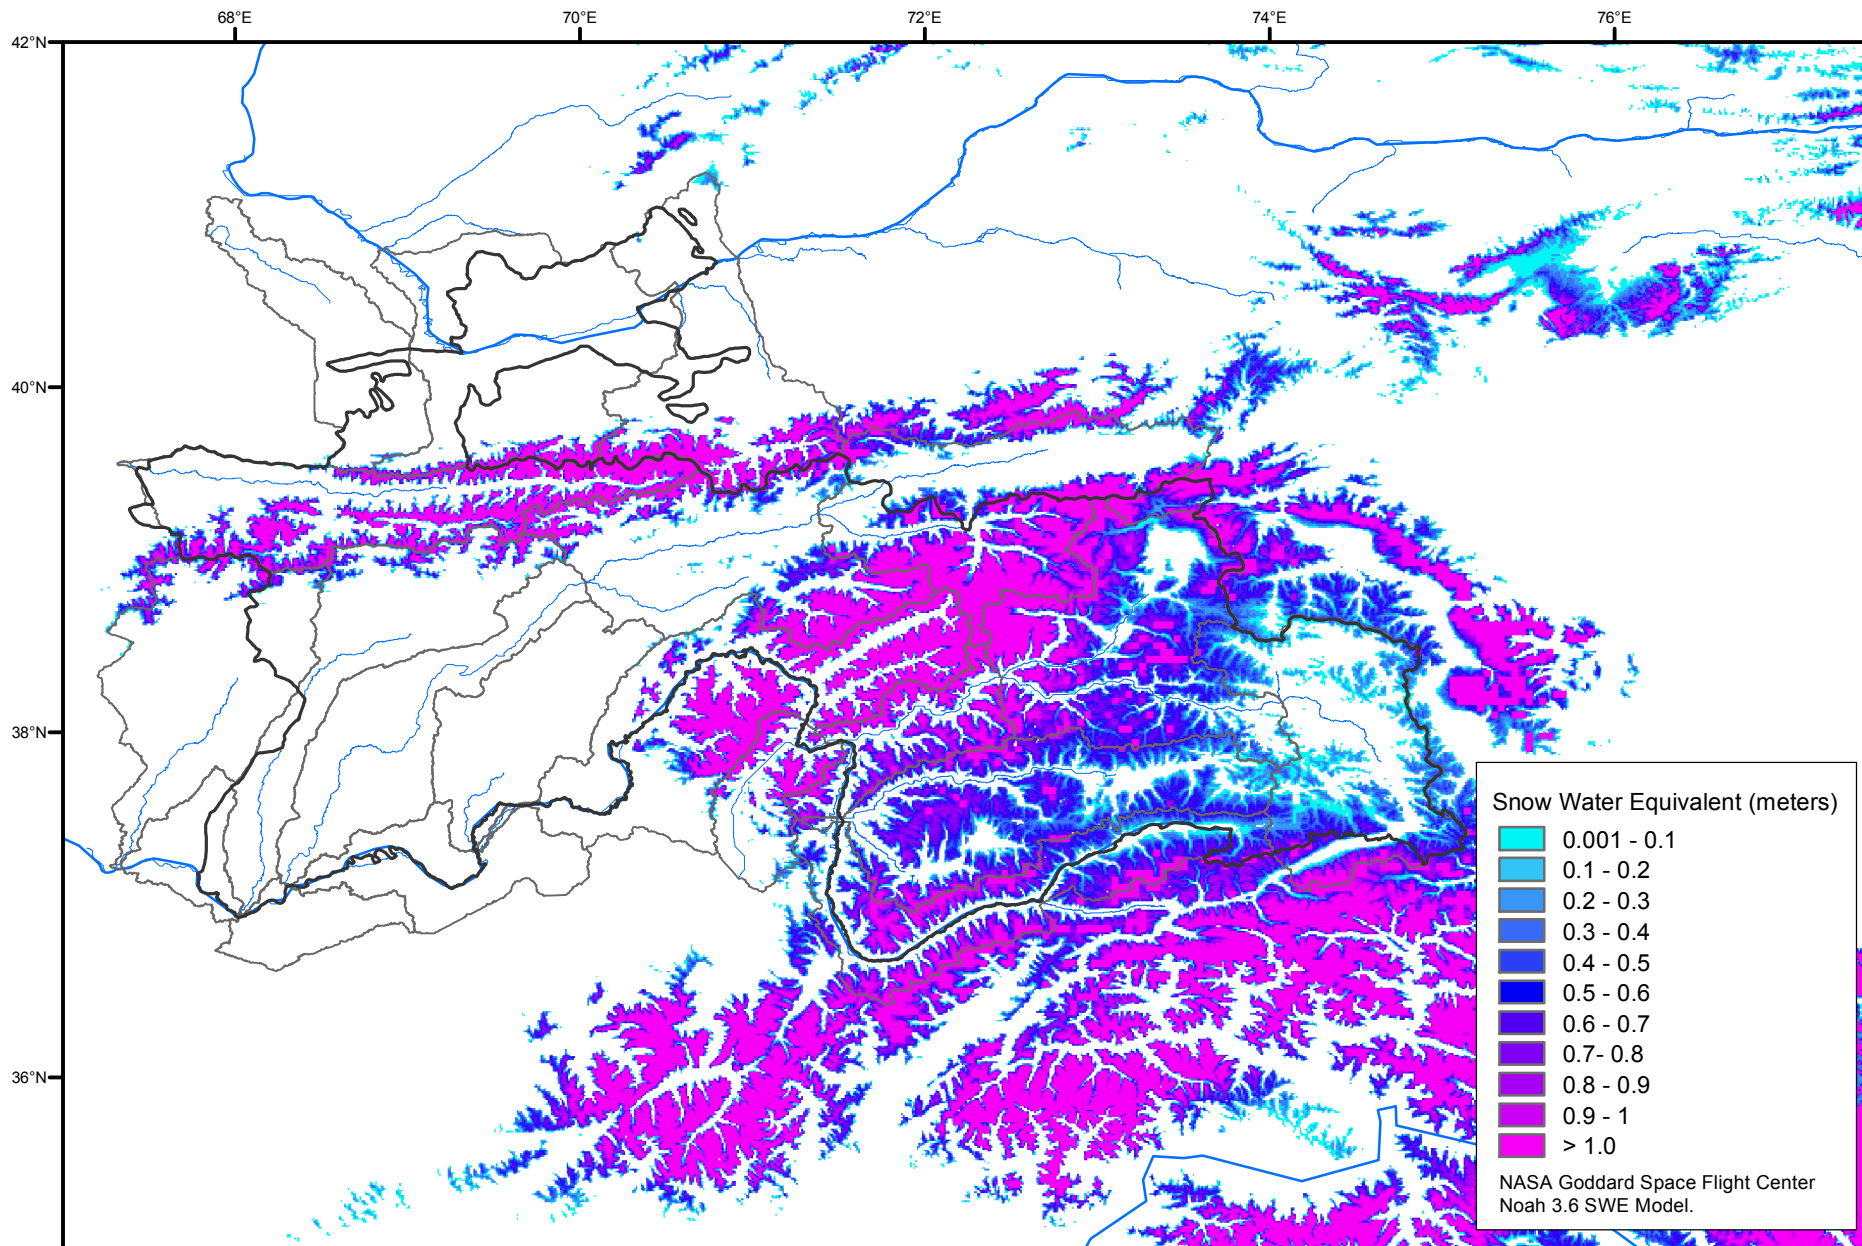 68°E
70°E
72°E
74°E
76°E
42°N
40°N
38°N
36°N
Snow Water Equivalent (meters)
0.001 - 0.1
0.1 - 0.2
0.2 - 0.3
0.3 - 0.4
0.4 - 0.5
0.5 - 0.6
0.6 - 0.7
0.7- 0.8
0.8 - 0.9
0.9 - 1
> 1.0
NASA Goddard Space Flight Center
Noah 3.6 SWE Model.